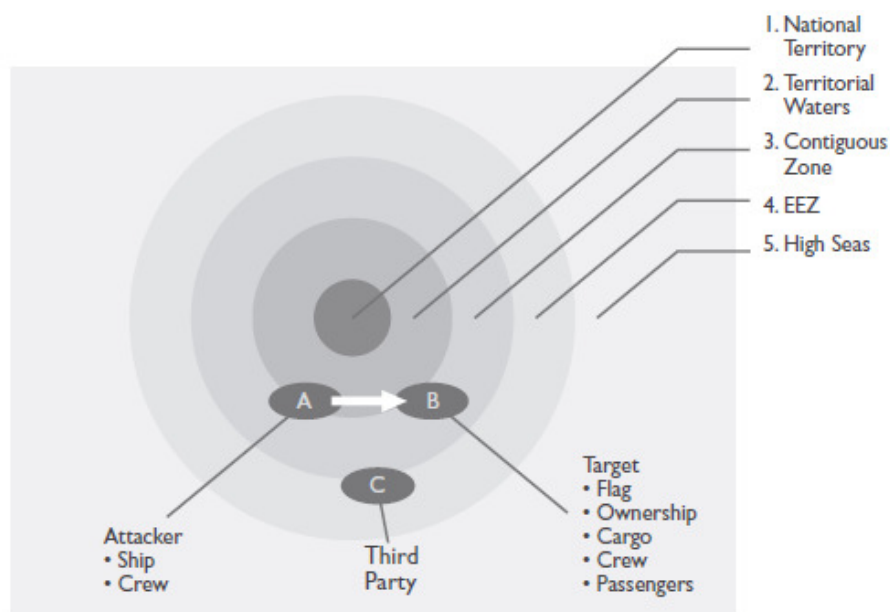 1. National
Territory
2. Territorial
Waters
3. Contiguous
Zone
4. EEZ
5. High Seas
A
B
C
Attacker
• Ship
• Crew
Third
Party
Target
• Flag
• Ownership
• Cargo
• Crew
• Passengers